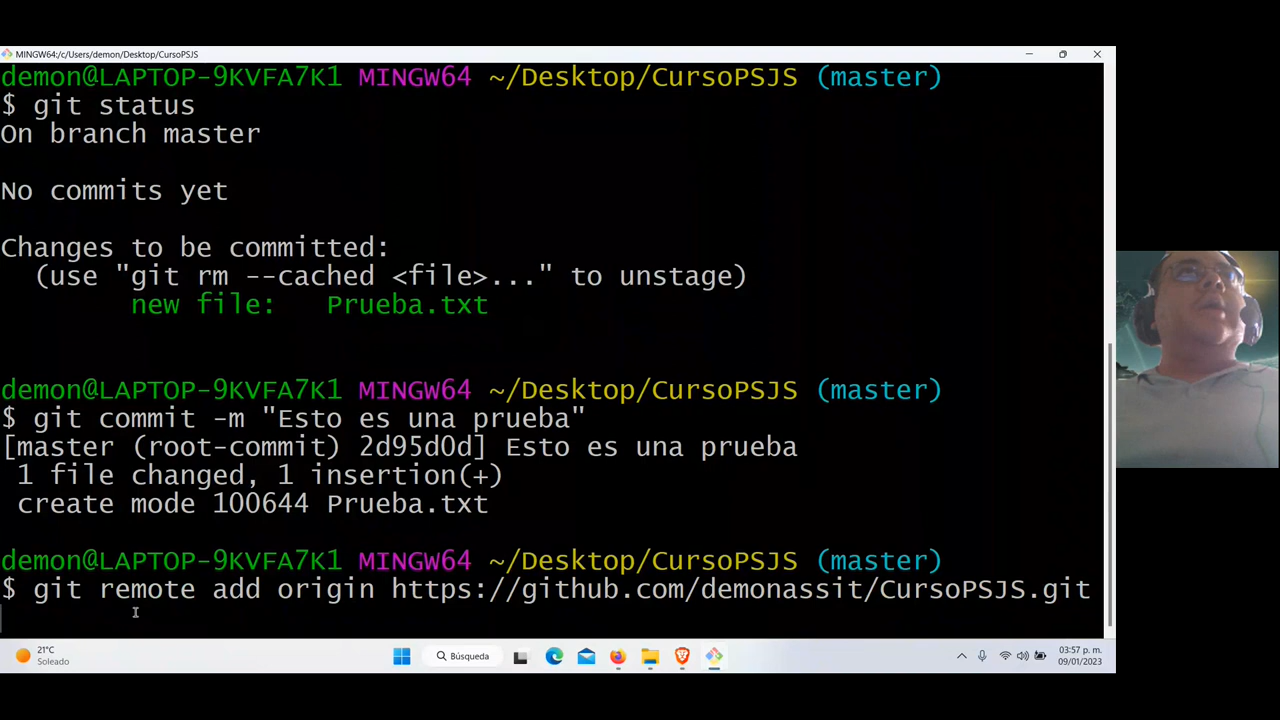 MINGW64:/c/Users/demon/Desktop/CursoPSJS
demon@LAPTOP-9KVFA7K1 MINGW64 ~/Desktop/CursoPSJS (master)
$ git status
On branch master
No commits yet
Changes to be committed:
(use "git rm --cached <file>..." to unstage)
new file: Prueba.txt
demon@LAPTOP-9KVFA7K1 MINGW64 ~/Desktop/CursoPSJS (master)
$ git commit -m "Esto es una prueba"
[master (root-commit) 2d95d0d] Esto es una prueba
1 file changed, 1 insertion(+)
create mode 100644 Prueba.txt
demon@LAPTOP-9KVFA7K1 MINGW64 ~/Desktop/CursoPSJS (master)
$ git remote add origin https://github.com/demonassit/CursoPSJS.git
21°C
Soleado
Búsqueda
03:57 p. m.
09/01/2023